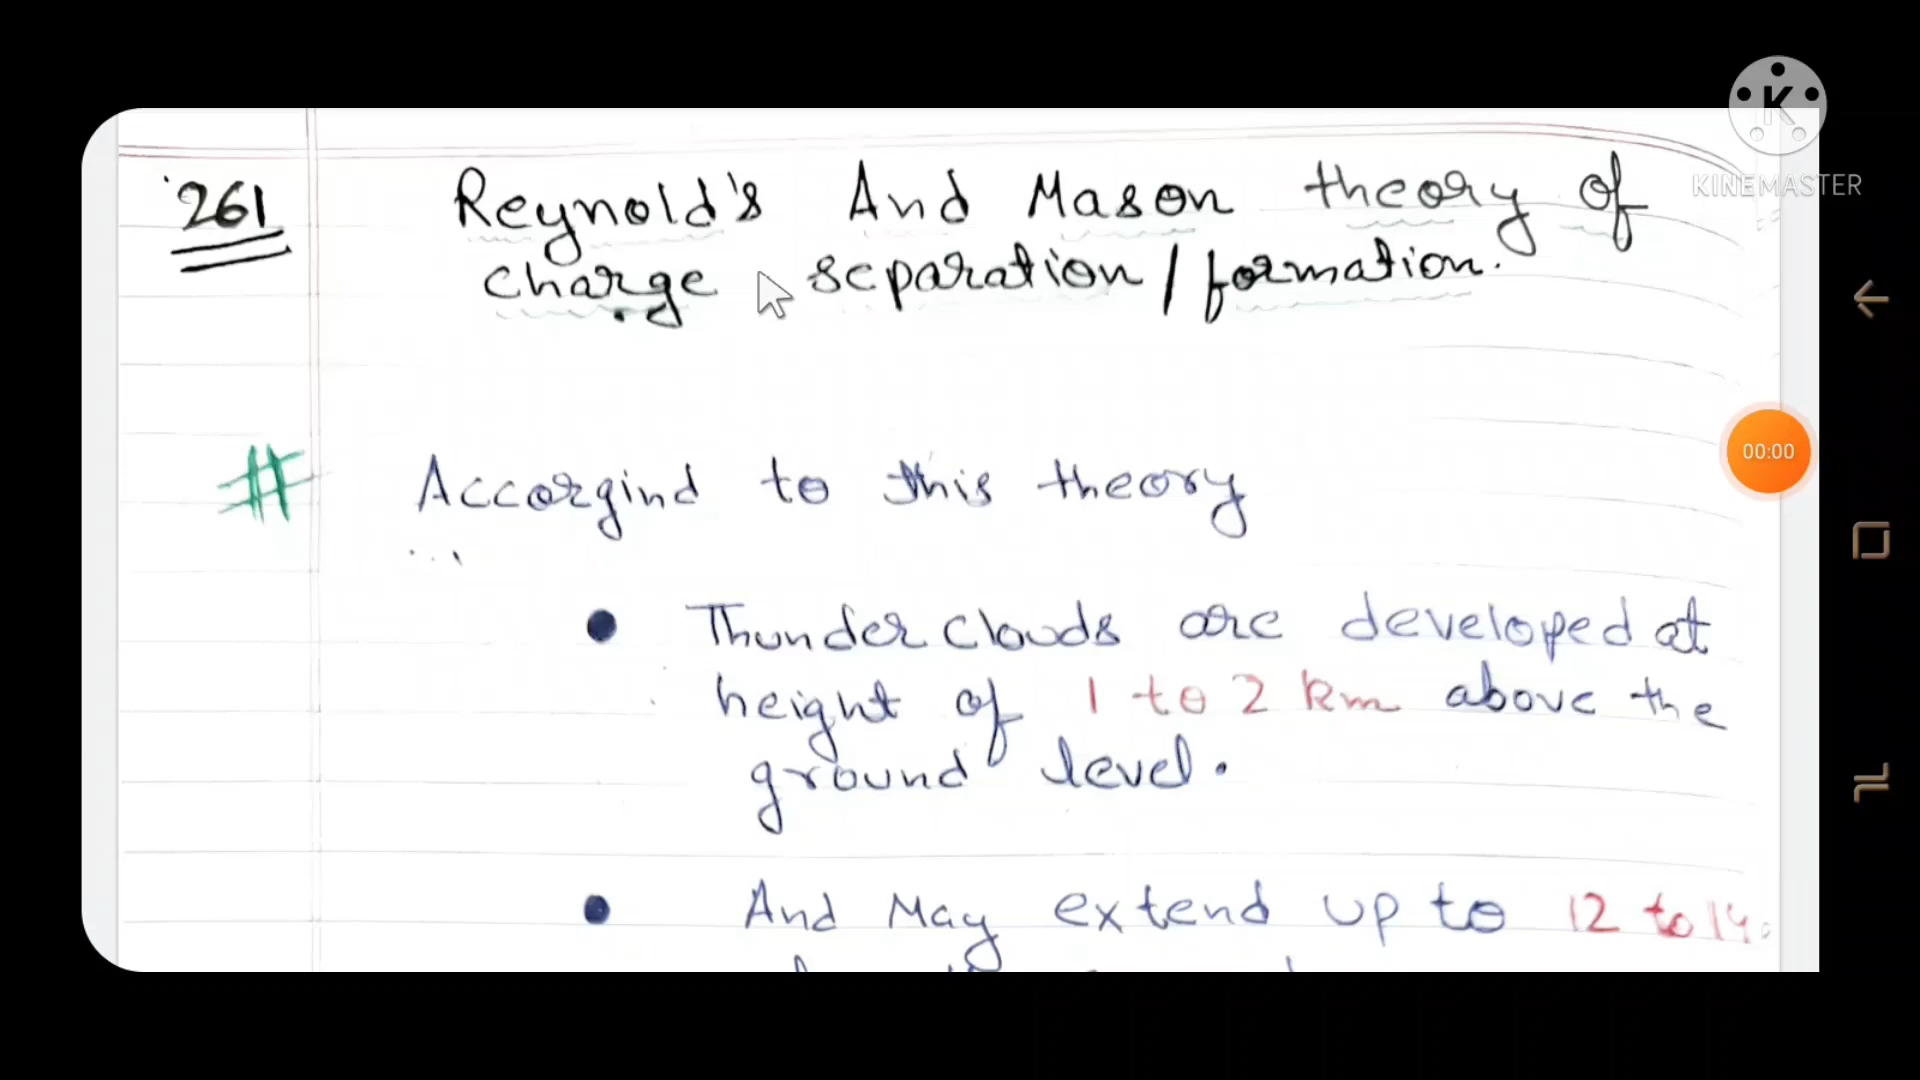 261 Reynold's And Mason theory of
charge separation / formation.
# Accorgind to this theory
• Thunder clouds are developed at
height of 1 to 2 km above the
ground level.
• And May extend up to 12 to 14
K
KINEMASTER
00:00